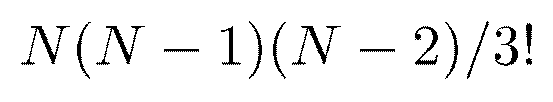 N(N − 1)(N − 2)/3!